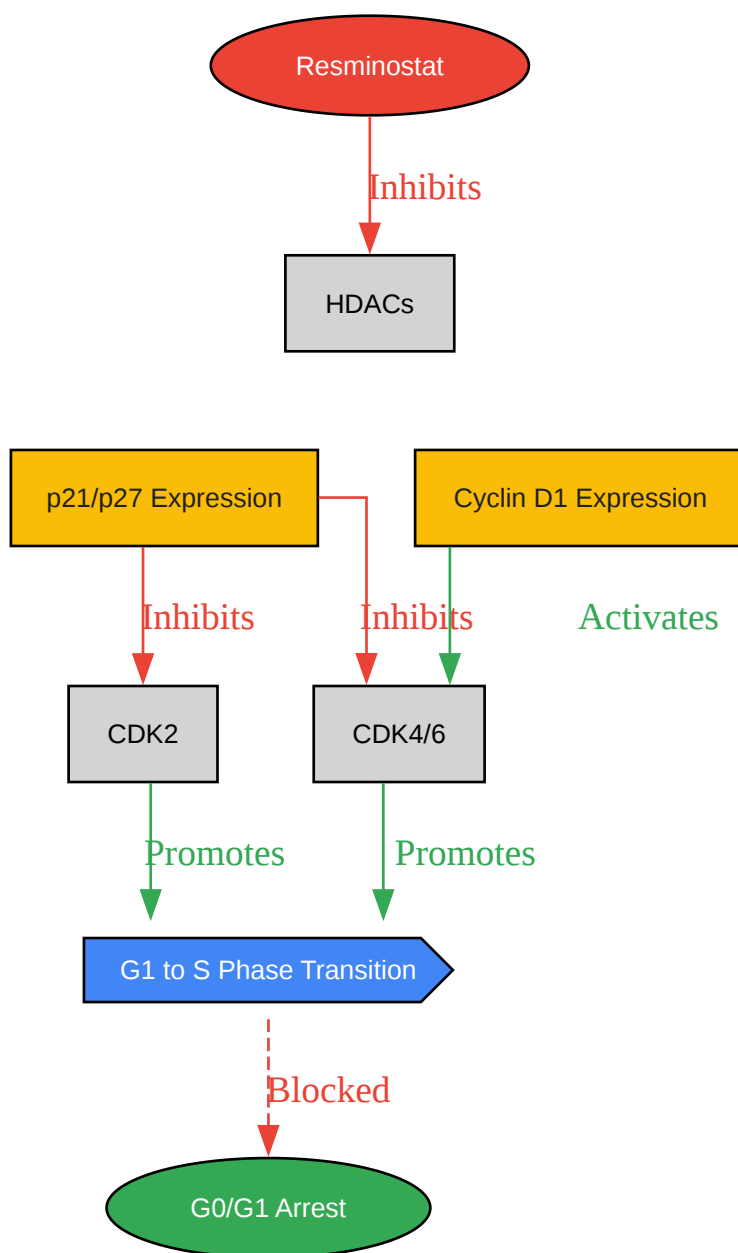 Resminostat
Inhibits
HDACs
p21/p27 Expression
Cyclin D1 Expression
Inhibits
Inhibits
Activates
CDK2
CDK4/6
Promotes
Promotes
G1 to S Phase Transition
Blocked
G0/G1 Arrest